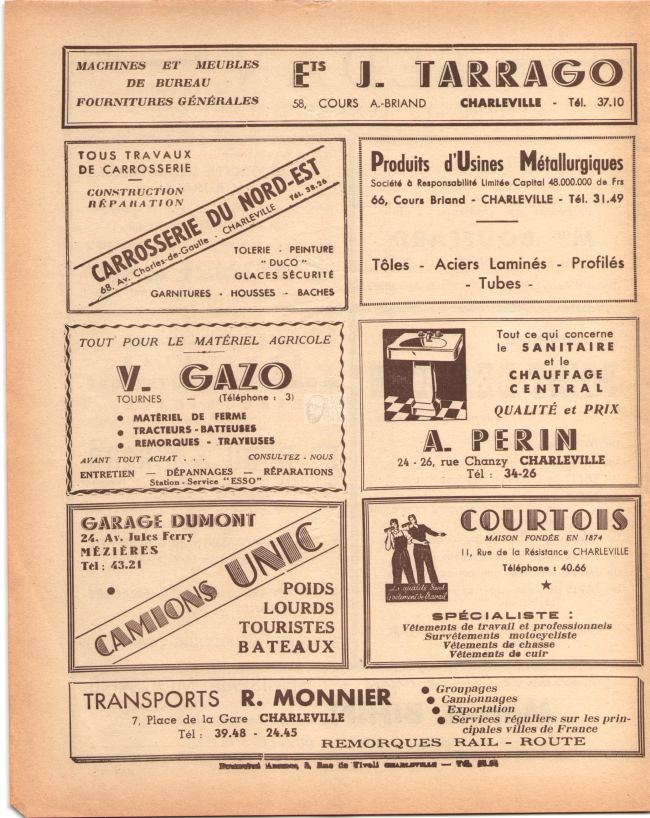 MACHINES ET MEUBLES
DE BUREAU
FOURNITURES GÉNÉRALES
ETS J. TARRAGO
58, COURS A.-BRIAND CHARLEVILLE - Tél. 37.10
TOUS TRAVAUX
DE CARROSSERIE
CONSTRUCTION
RÉPARATION
CARROSSERIE DU NORD-EST
68, Av. Charles-de-Gaulle - CHARLEVILLE Tél. 38.26
TOLERIE - PEINTURE
"DUCO"
GLACES SÉCURITÉ
GARNITURES - HOUSSES - BACHES
Produits d'Usines Métallurgiques
Société à Responsabilité Limitée Capital 48.000.000 de Frs
66, Cours Briand - CHARLEVILLE - Tél. 31.49
Tôles - Aciers Laminés - Profilés
- Tubes -
TOUT POUR LE MATÉRIEL AGRICOLE
V. GAZO
TOURNES — (Téléphone : 3)
● MATÉRIEL DE FERME
● TRACTEURS - BATTEUSES
● REMORQUES - TRAYEUSES
AVANT TOUT ACHAT . . . CONSULTEZ - NOUS
ENTRETIEN — DÉPANNAGES — RÉPARATIONS
Station - Service "ESSO"
Tout ce qui concerne
le SANITAIRE
et le
CHAUFFAGE
CENTRAL
QUALITÉ et PRIX
A. PERIN
24 - 26, rue Chanzy CHARLEVILLE
Tél : 34-26
GARAGE DUMONT
24, Av. Jules Ferry
MÉZIÈRES
Tél : 43.21
CAMIONS UNIC
POIDS
LOURDS
TOURISTES
BATEAUX
COURTOIS
MAISON FONDÉE EN 1874
11, Rue de la Résistance CHARLEVILLE
Téléphone : 40.66
SPÉCIALISTE :
Vêtements de travail et professionnels
Survêtements motocycliste
Vêtements de chasse
Vêtements de cuir
TRANSPORTS R. MONNIER
7, Place de la Gare CHARLEVILLE
Tél : 39.48 - 24.45
● Groupages
● Camionnages
● Exportation
● Services réguliers sur les prin-
cipales villes de France
REMORQUES RAIL - ROUTE
Rue de Tivoli CHARLEVILLE